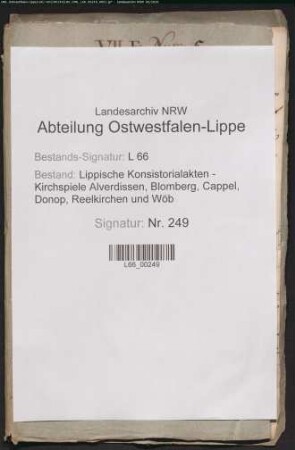 Landesarchiv NRW
Abteilung Ostwestfalen-Lippe
Bestands-Signatur: L 66
Bestand: Lippische Konsistorialakten -
Kirchspiele Alverdissen, Blomberg, Cappel,
Donop, Reelkirchen und Wöb
Signatur: Nr. 249
L66_00249